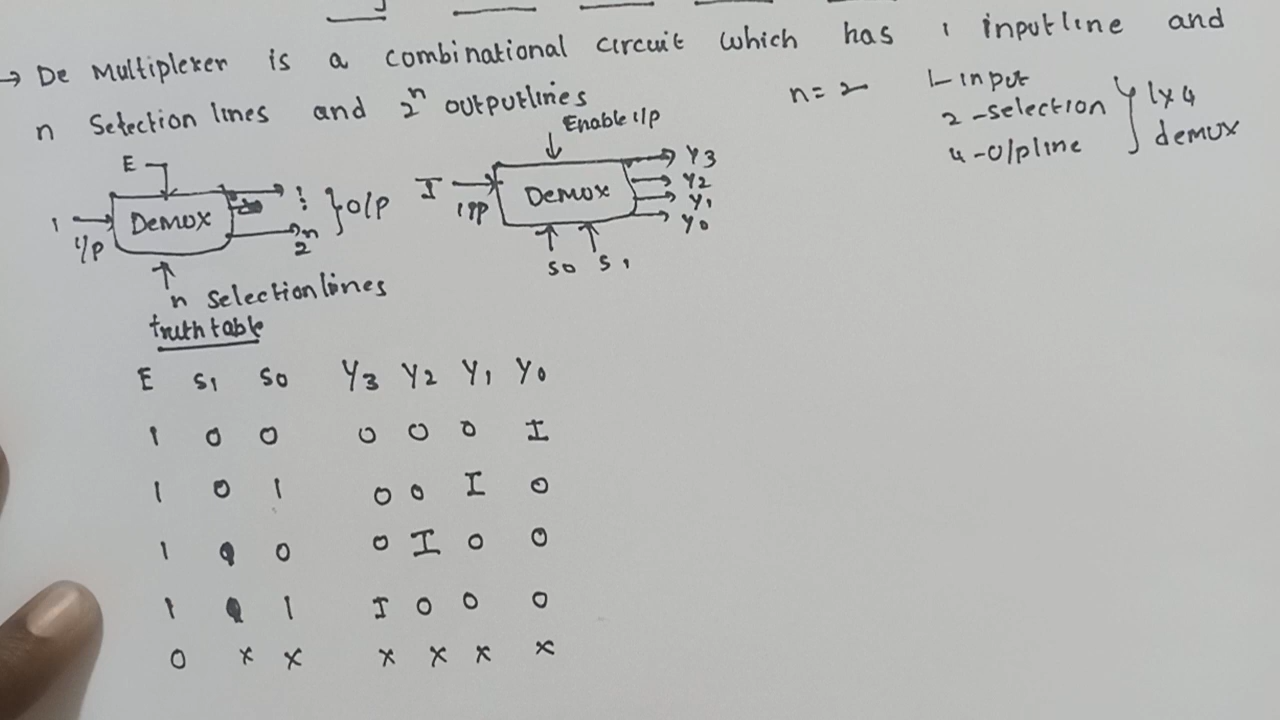 → De Multiplexer is a combinational circuit which has 1 inputline and
n Selection lines and 2^n outputlines
n = 2
1-input
2-selection
4-o/pline
} 1x4
demux
E
1
i/p
Demux
2^n
} o/p
n selectionlines
Enable i/p
I
i/p
Demux
Y3
Y2
Y1
Y0
S0 S1
truth table
E S1 S0 Y3 Y2 Y1 Y0
1 0 0 0 0 0 I
1 0 1 0 0 I 0
1 1 0 0 I 0 0
1 1 1 I 0 0 0
0 x x x x x x